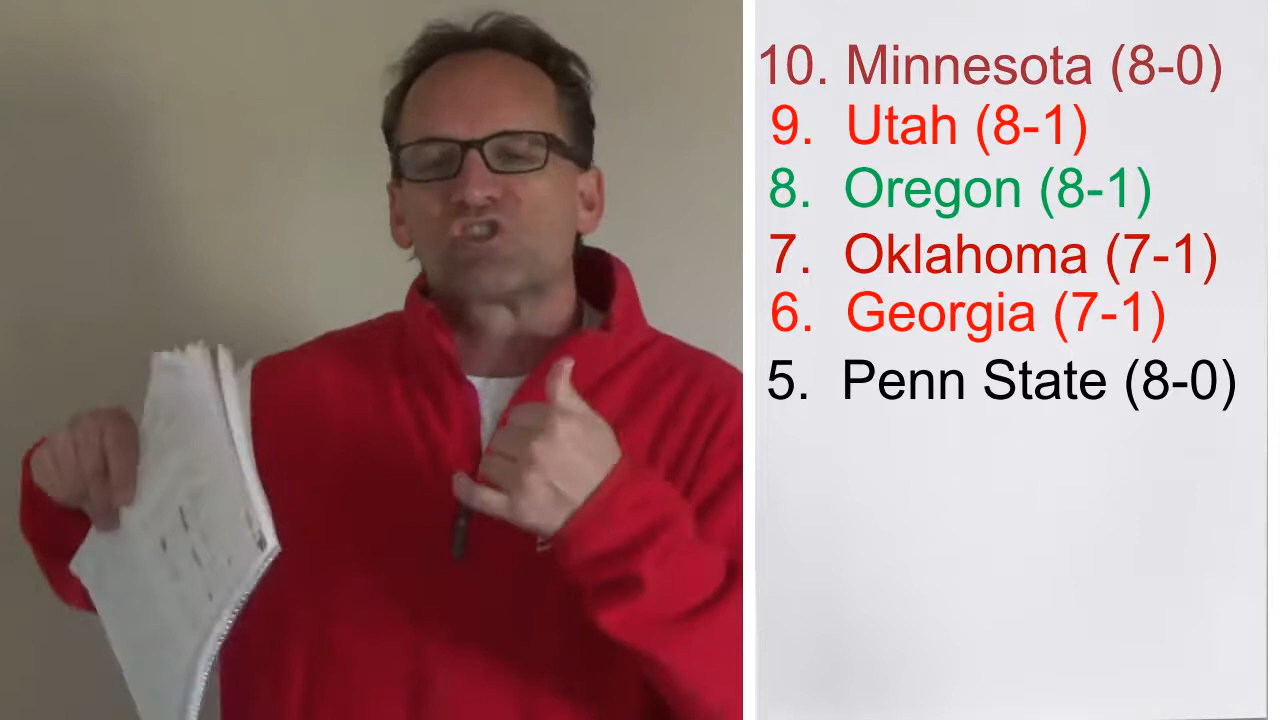 10. Minnesota (8-0)
9. Utah (8-1)
8. Oregon (8-1)
7. Oklahoma (7-1)
6. Georgia (7-1)
5. Penn State (8-0)